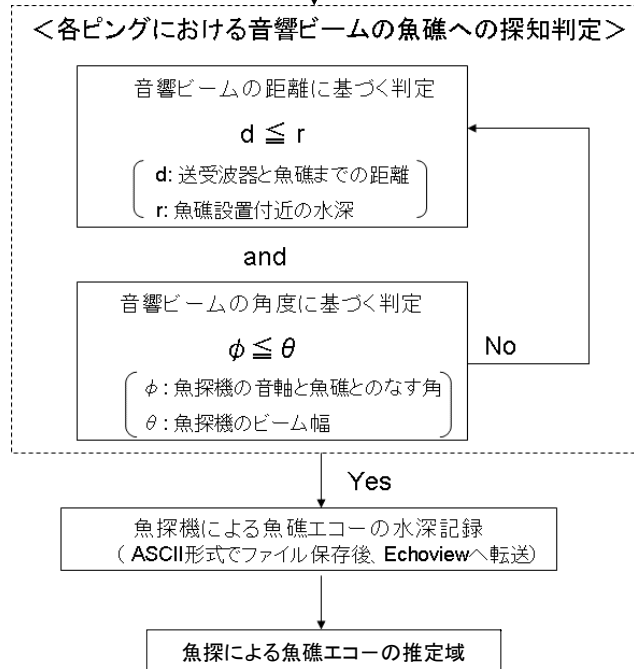 ＜各ピングにおける音響ビームの魚礁への探知判定＞
音響ビームの距離に基づく判定
d ≦ r
d: 送受波器と魚礁までの距離
r: 魚礁設置付近の水深
and
音響ビームの角度に基づく判定
φ ≦ θ
φ : 魚探機の音軸と魚礁とのなす角
θ : 魚探機のビーム幅
No
Yes
魚探機による魚礁エコーの水深記録
（ ASCII形式でファイル保存後、Echoviewへ転送）
魚探による魚礁エコーの推定域